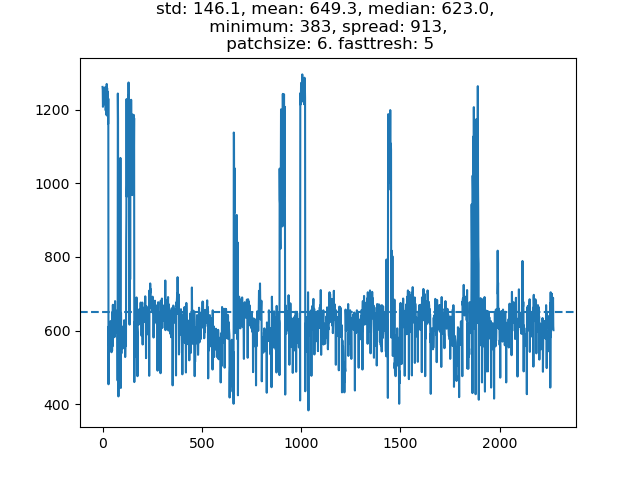 std: 146.1, mean: 649.3, median: 623.0,
minimum: 383, spread: 913,
patchsize: 6. fasttresh: 5
1200
1000
800
600
400
0 500 1000 1500 2000